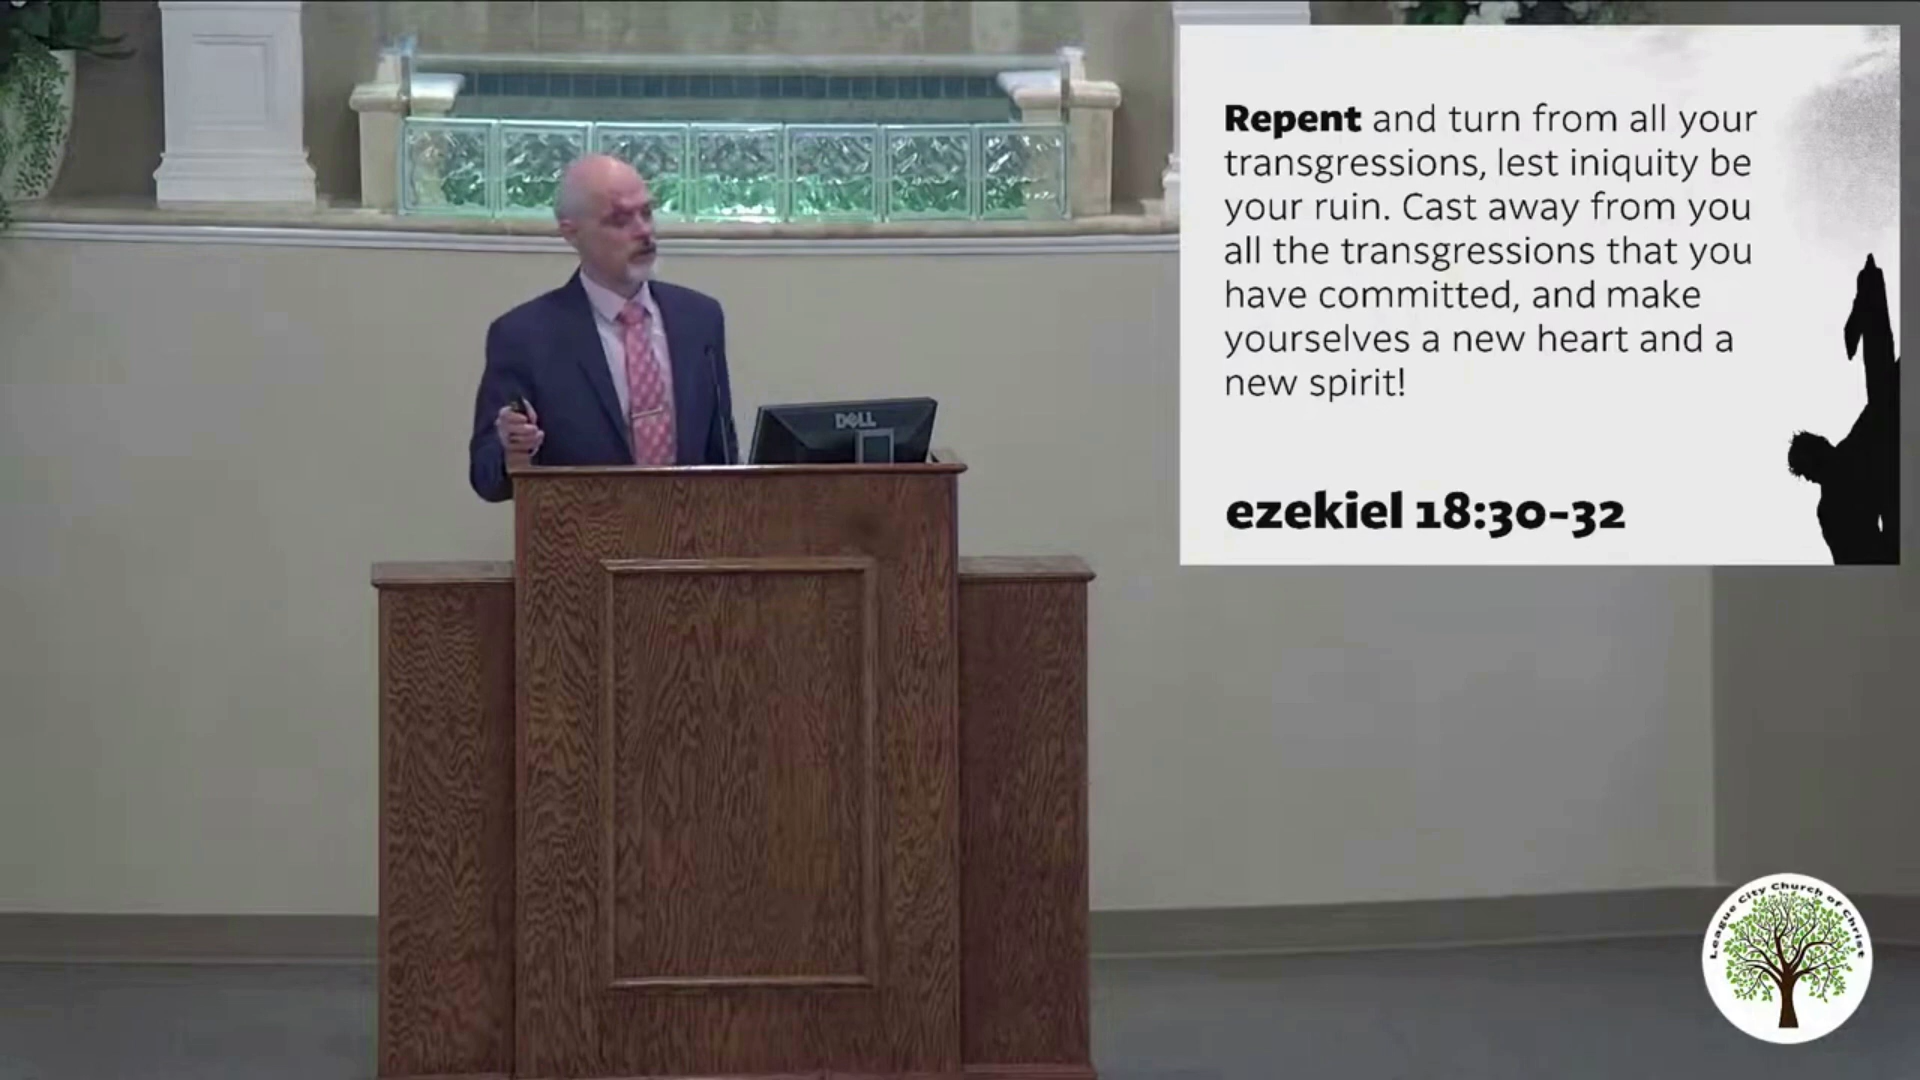 Repent and turn from all your
transgressions, lest iniquity be
your ruin. Cast away from you
all the transgressions that you
have committed, and make
yourselves a new heart and a
new spirit!
ezekiel 18:30-32
DELL
League City Church of Christ